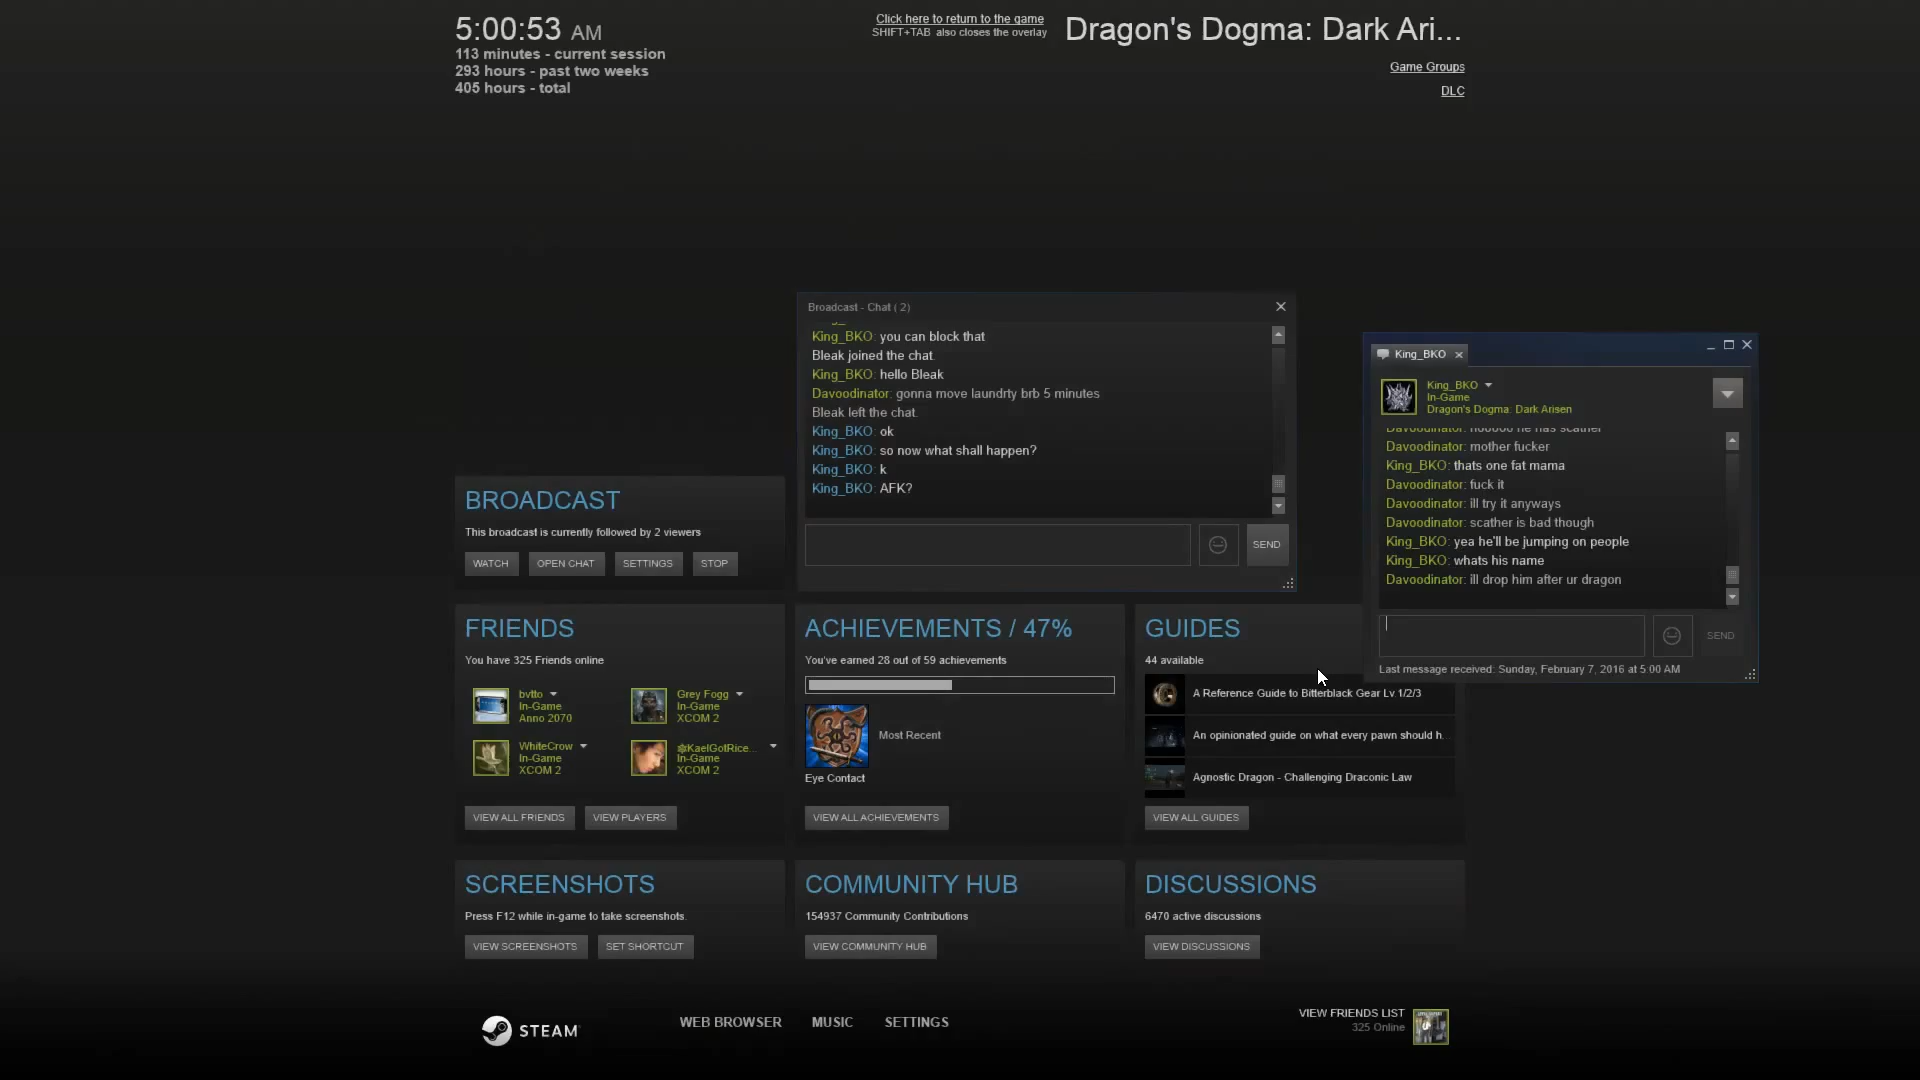 5:00:53 AM
113 minutes - current session
293 hours - past two weeks
405 hours - total
Click here to return to the game
SHIFT+TAB also closes the overlay
Dragon's Dogma: Dark Ari...
Game Groups
DLC
Broadcast - Chat ( 2)
King_BKO: you can block that
Bleak joined the chat.
King_BKO: hello Bleak
Davoodinator: gonna move laundrty brb 5 minutes
Bleak left the chat.
King_BKO: ok
King_BKO: so now what shall happen?
King_BKO: k
King_BKO: AFK?
SEND
King_BKO
King_BKO
In-Game
Dragon's Dogma: Dark Arisen
Davoodinator: nooooo he has scather
Davoodinator: mother fucker
King_BKO: thats one fat mama
Davoodinator: fuck it
Davoodinator: ill try it anyways
Davoodinator: scather is bad though
King_BKO: yea he'll be jumping on people
King_BKO: whats his name
Davoodinator: ill drop him after ur dragon
SEND
Last message received: Sunday, February 7, 2016 at 5:00 AM
BROADCAST
This broadcast is currently followed by 2 viewers
WATCH
OPEN CHAT
SETTINGS
STOP
FRIENDS
You have 325 Friends online
bvtto
In-Game
Anno 2070
Grey Fogg
In-Game
XCOM 2
WhiteCrow
In-Game
XCOM 2
✽KaelGotRice...
In-Game
XCOM 2
VIEW ALL FRIENDS
VIEW PLAYERS
ACHIEVEMENTS / 47%
You've earned 28 out of 59 achievements
Most Recent
Eye Contact
VIEW ALL ACHIEVEMENTS
GUIDES
44 available
A Reference Guide to Bitterblack Gear Lv.1/2/3
An opinionated guide on what every pawn should h...
Agnostic Dragon - Challenging Draconic Law
VIEW ALL GUIDES
SCREENSHOTS
Press F12 while in-game to take screenshots.
VIEW SCREENSHOTS
SET SHORTCUT
COMMUNITY HUB
154937 Community Contributions
VIEW COMMUNITY HUB
DISCUSSIONS
6470 active discussions
VIEW DISCUSSIONS
STEAM
WEB BROWSER
MUSIC
SETTINGS
VIEW FRIENDS LIST
325 Online